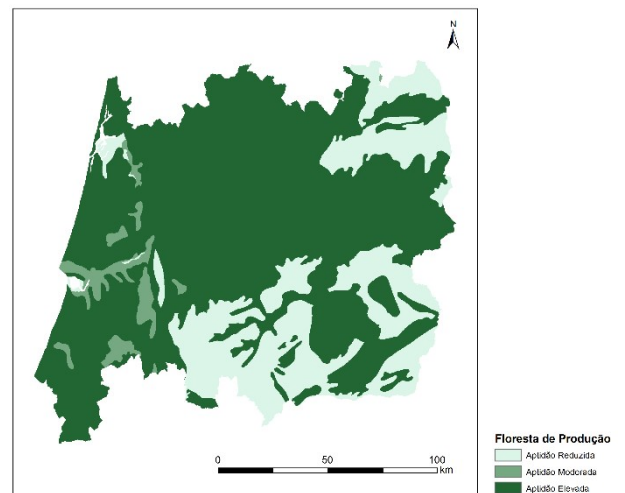 N
0 50 100
km
Floresta de Produção
Aptidão Reduzida
Aptidão Moderada
Aptidão Elevada